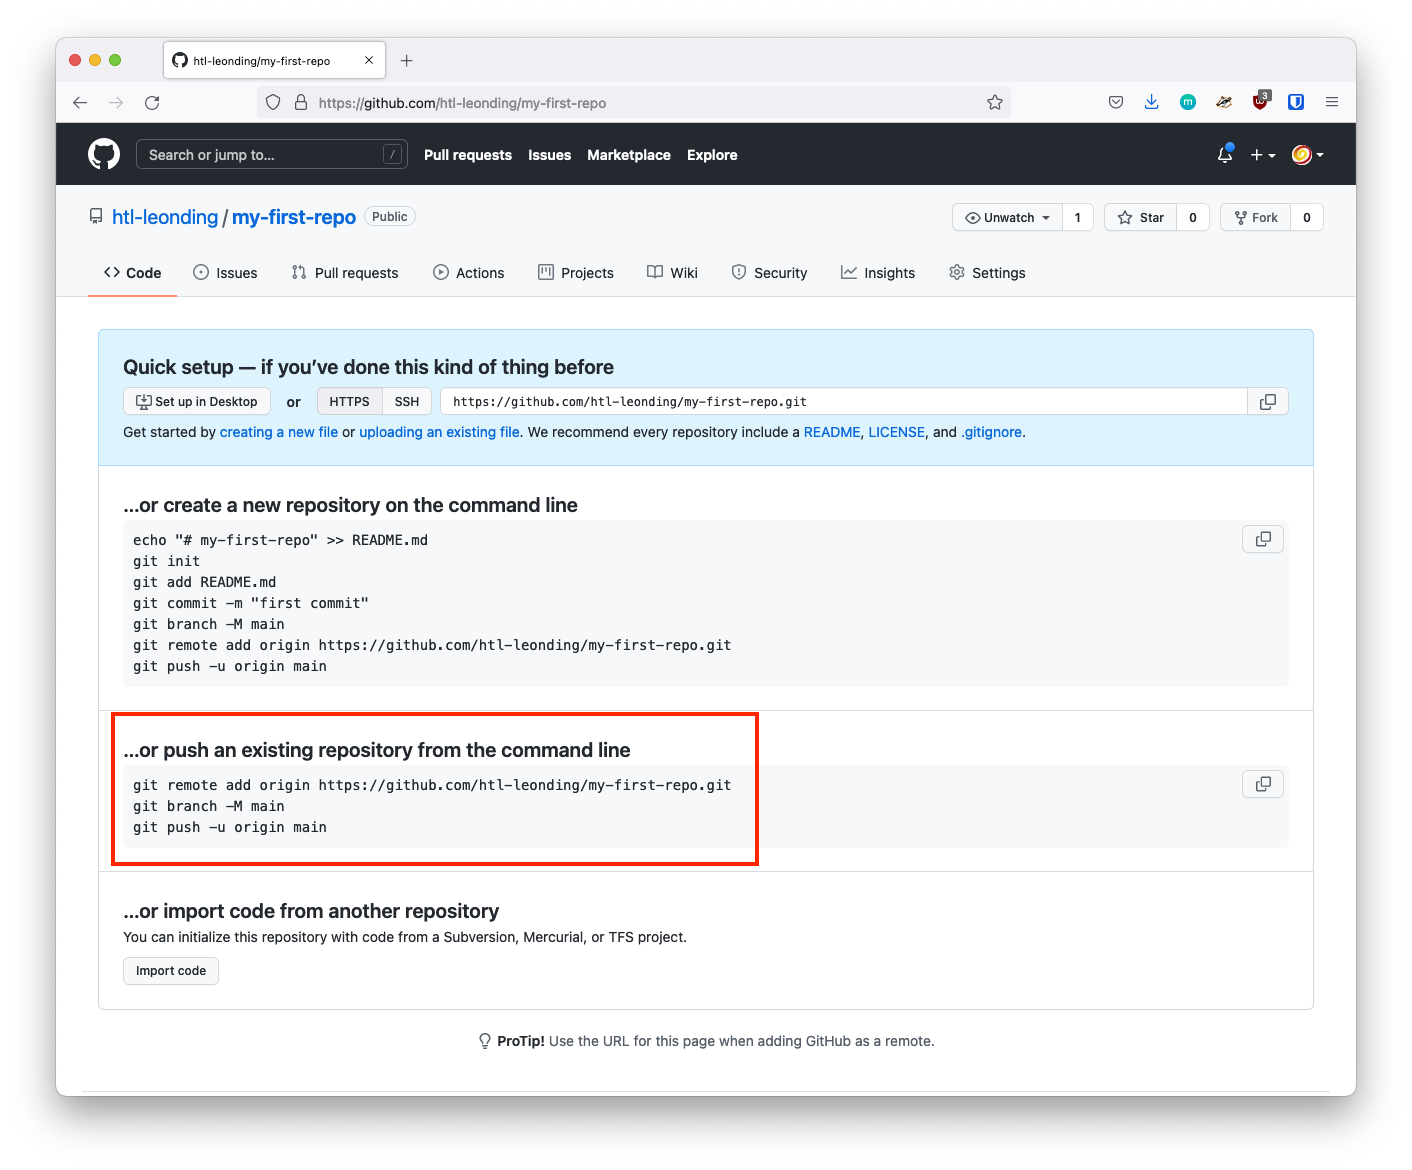 htl-leonding/my-first-repo
https://github.com/htl-leonding/my-first-repo
m
3
Search or jump to... /
Pull requests Issues Marketplace Explore
htl-leonding / my-first-repo Public
Unwatch 1 Star 0 Fork 0
Code Issues Pull requests Actions Projects Wiki Security Insights Settings
Quick setup — if you’ve done this kind of thing before
Set up in Desktop or HTTPS SSH https://github.com/htl-leonding/my-first-repo.git
Get started by creating a new file or uploading an existing file. We recommend every repository include a README, LICENSE, and .gitignore.
...or create a new repository on the command line
echo "# my-first-repo" >> README.md
git init
git add README.md
git commit -m "first commit"
git branch -M main
git remote add origin https://github.com/htl-leonding/my-first-repo.git
git push -u origin main
...or push an existing repository from the command line
git remote add origin https://github.com/htl-leonding/my-first-repo.git
git branch -M main
git push -u origin main
...or import code from another repository
You can initialize this repository with code from a Subversion, Mercurial, or TFS project.
Import code
ProTip! Use the URL for this page when adding GitHub as a remote.